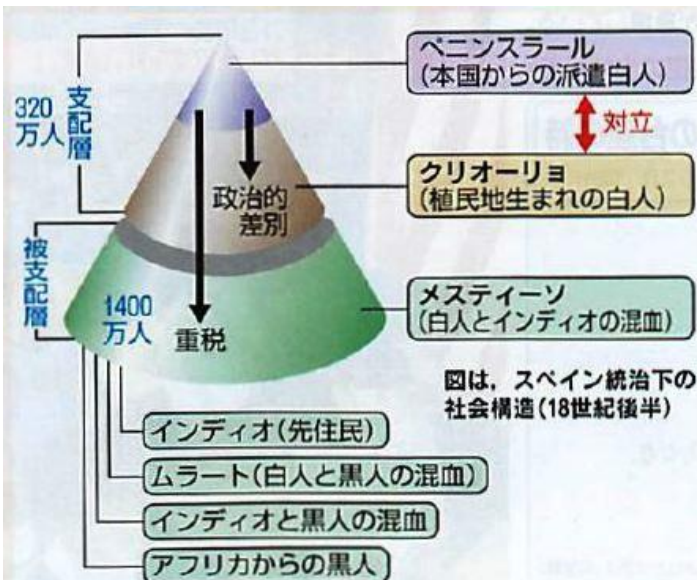 ペニンスラール
(本国からの派遣白人)
対立
クリオーリョ
(植民地生まれの白人)
メスティーソ
(白人とインディオの混血)
支配層
320
万人
政治的
差別
被支配層
1400
万人
重税
図は,スペイン統治下の
社会構造(18世紀後半)
インディオ(先住民)
ムラート(白人と黒人の混血)
インディオと黒人の混血
アフリカからの黒人